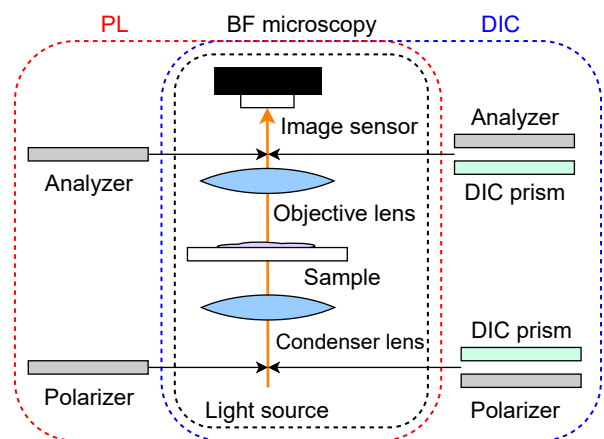 PL
BF microscopy
DIC
Image sensor
Analyzer
Analyzer
DIC prism
Objective lens
Sample
Condenser lens
DIC prism
Polarizer
Light source
Polarizer